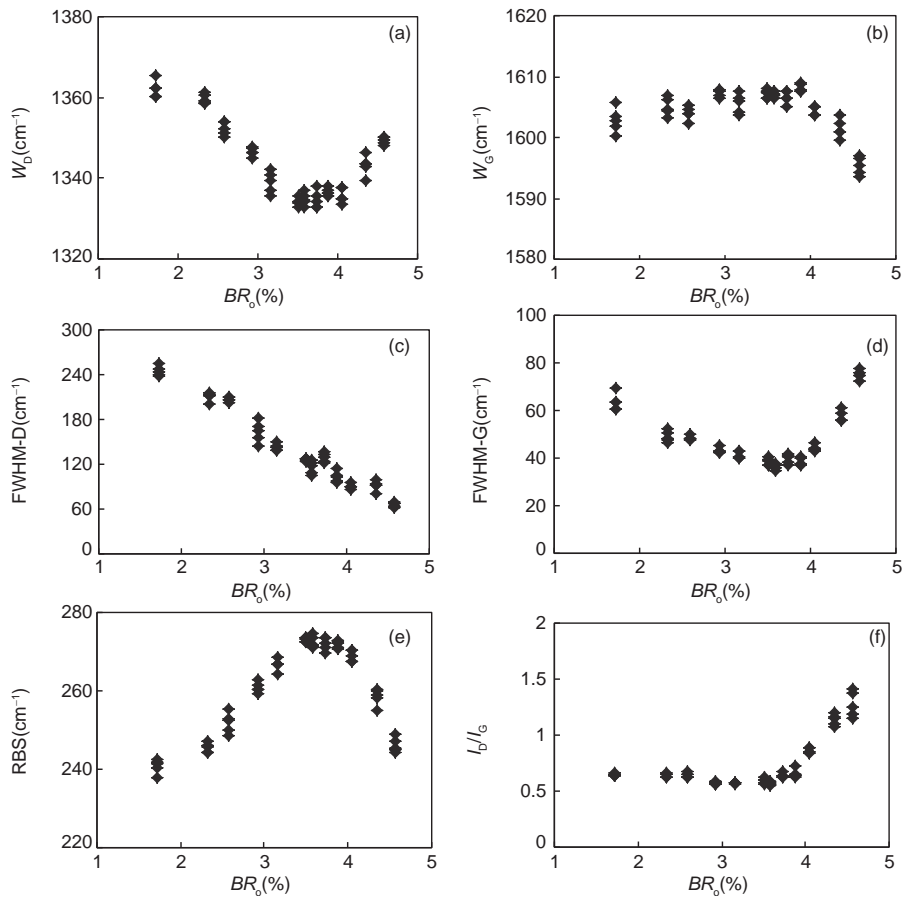 (a)
1380
1360
1340
1320
W_D(cm⁻¹)
1 2 3 4 5
BR_o(%)
(b)
1620
1610
1600
1590
1580
W_G(cm⁻¹)
1 2 3 4 5
BR_o(%)
(c)
300
240
180
120
60
0
FWHM-D(cm⁻¹)
1 2 3 4 5
BR_o(%)
(d)
100
80
60
40
20
0
FWHM-G(cm⁻¹)
1 2 3 4 5
BR_o(%)
(e)
280
260
240
220
RBS(cm⁻¹)
1 2 3 4 5
BR_o(%)
(f)
2
1.5
1
0.5
0
I_D/I_G
1 2 3 4 5
BR_o(%)